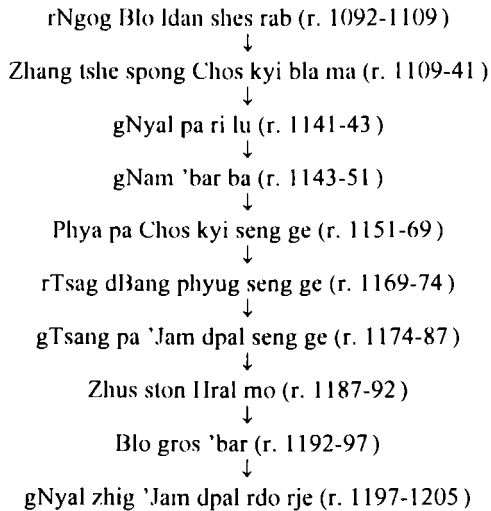 rNgog Blo ldan shes rab (r. 1092-1109)
↓
Zhang tshe spong Chos kyi bla ma (r. 1109-41)
↓
gNyal pa ri lu (r. 1141-43)
↓
gNam 'bar ba (r. 1143-51)
↓
Phya pa Chos kyi seng ge (r. 1151-69)
↓
rTsag dBang phyug seng ge (r. 1169-74)
↓
gTsang pa 'Jam dpal seng ge (r. 1174-87)
↓
Zhus ston Hral mo (r. 1187-92)
↓
Blo gros 'bar (r. 1192-97)
↓
gNyal zhig 'Jam dpal rdo rje (r. 1197-1205)